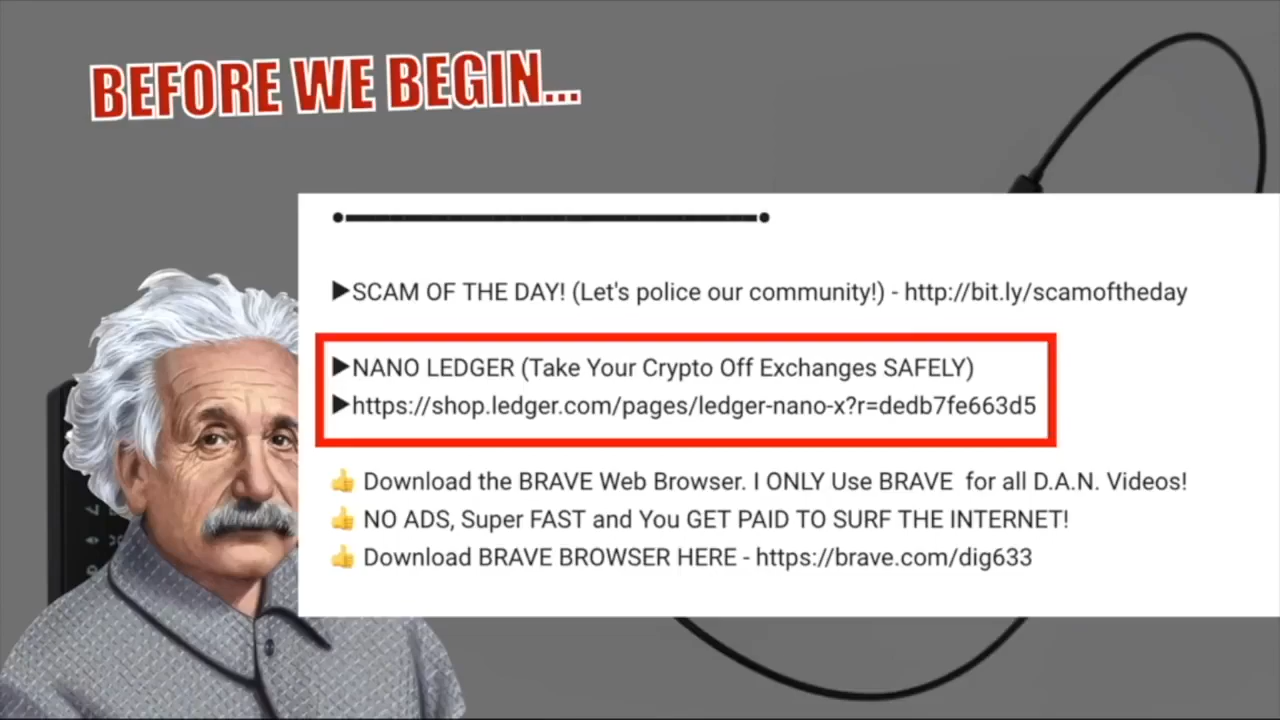 BEFORE WE BEGIN...
▶SCAM OF THE DAY! (Let's police our community!) - http://bit.ly/scamoftheday
▶NANO LEDGER (Take Your Crypto Off Exchanges SAFELY)
▶https://shop.ledger.com/pages/ledger-nano-x?r=dedb7fe663d5
👍 Download the BRAVE Web Browser. I ONLY Use BRAVE  for all D.A.N. Videos!
👍 NO ADS, Super FAST and You GET PAID TO SURF THE INTERNET!
👍 Download BRAVE BROWSER HERE - https://brave.com/dig633